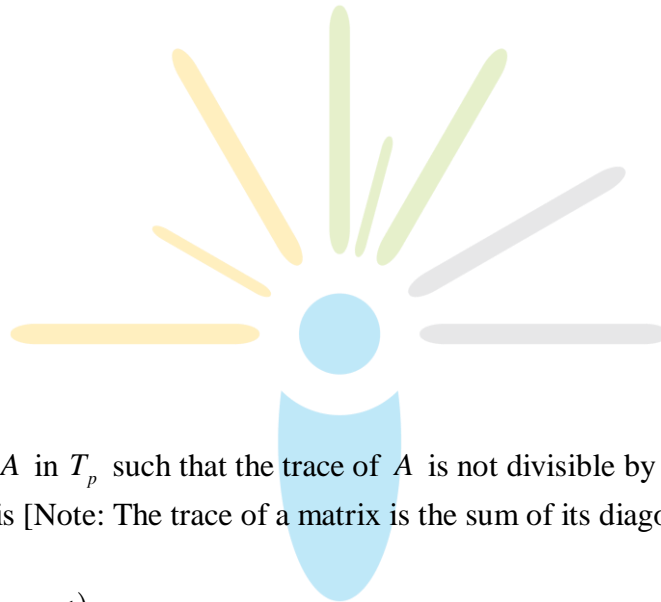 A in T_p such that the trace of A is not divisible by
is [Note: The trace of a matrix is the sum of its